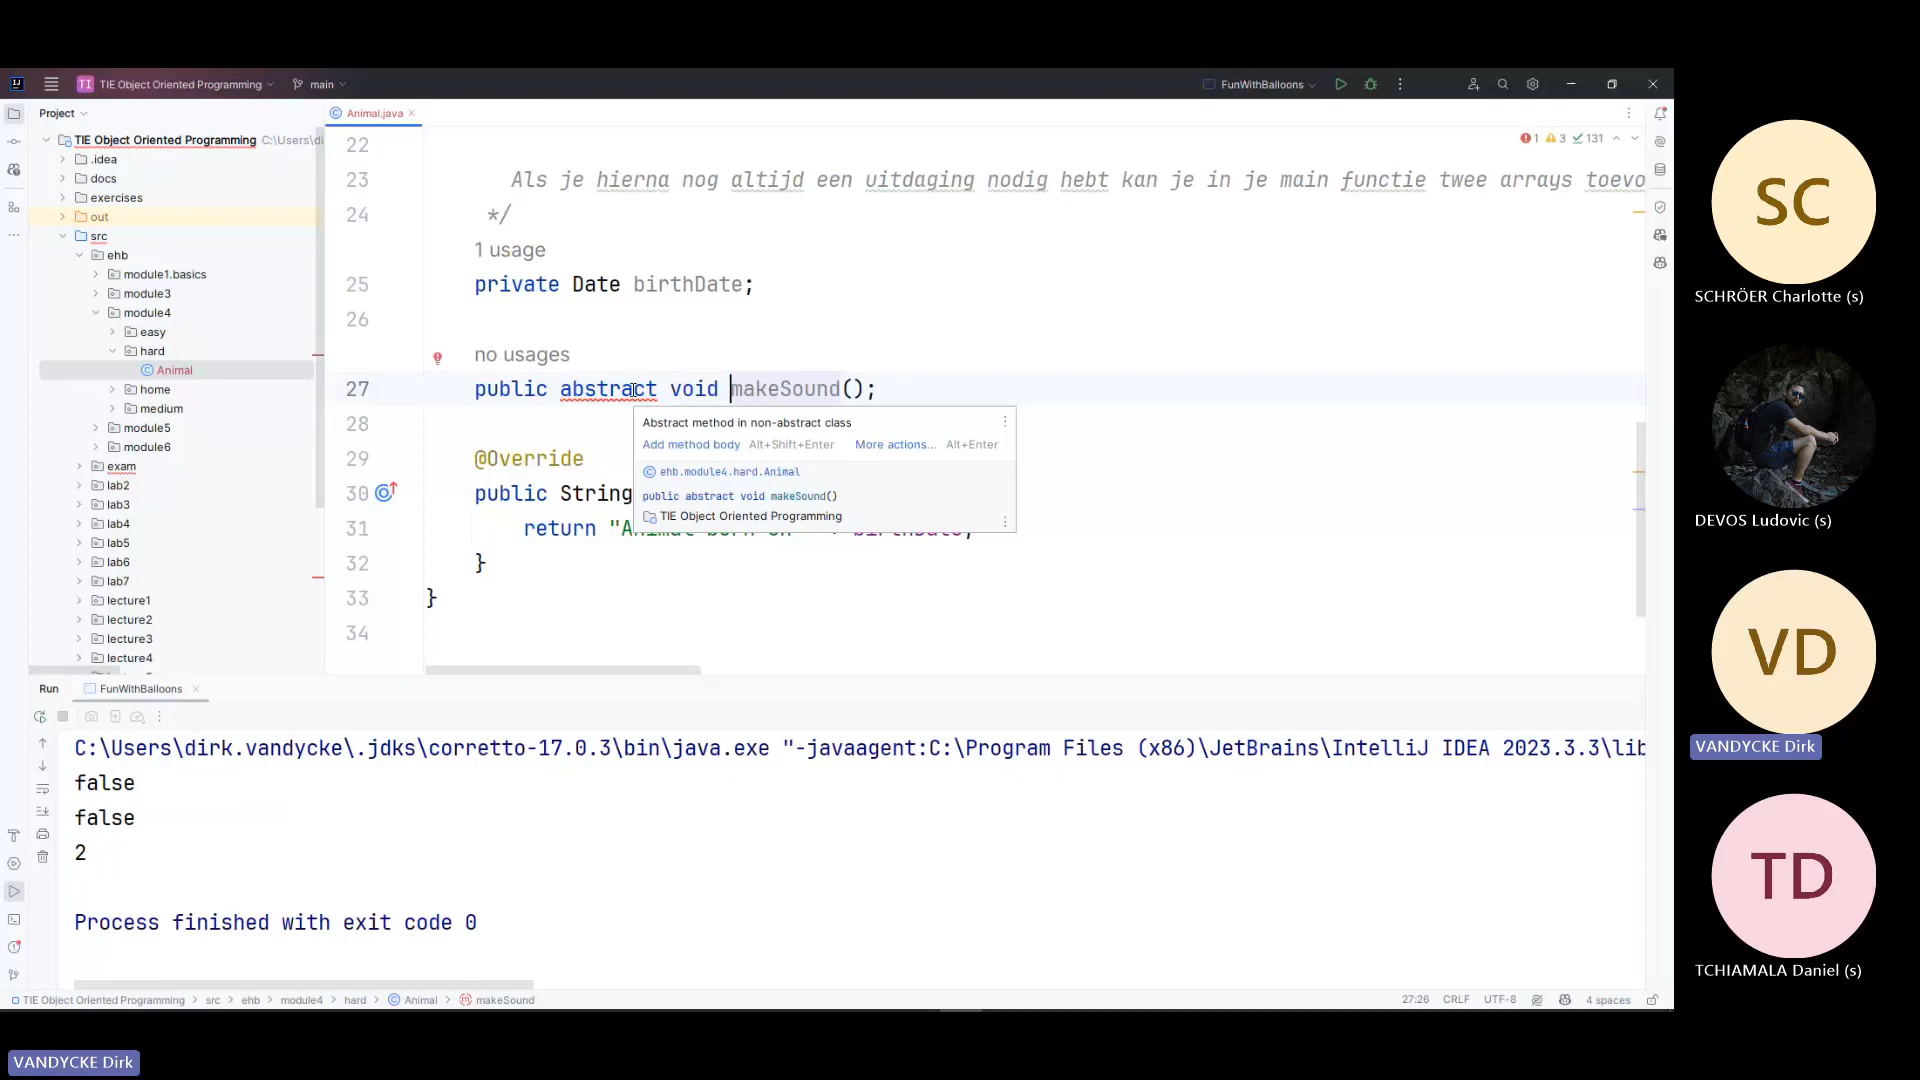 TI TIE Object Oriented Programming main FunWithBalloons
Project
Animal.java
TIE Object Oriented Programming C:\Users\di
.idea
docs
exercises
out
src
ehb
module1.basics
module3
module4
easy
hard
Animal
home
medium
module5
module6
exam
lab2
lab3
lab4
lab5
lab6
lab7
lecture1
lecture2
lecture3
lecture4
1 3 131
22
23 Als je hierna nog altijd een uitdaging nodig hebt kan je in je main functie twee arrays toevo
24 */
1 usage
25 private Date birthDate;
26
no usages
27 public abstract void makeSound();
28
29 @Override
30 public String
31 return "A
32 }
33 }
34
Abstract method in non-abstract class
Add method body Alt+Shift+Enter More actions... Alt+Enter
ehb.module4.hard.Animal
public abstract void makeSound()
TIE Object Oriented Programming
Run FunWithBalloons
C:\Users\dirk.vandycke\.jdks\corretto-17.0.3\bin\java.exe "-javaagent:C:\Program Files (x86)\JetBrains\IntelliJ IDEA 2023.3.3\lib
false
false
2
Process finished with exit code 0
TIE Object Oriented Programming > src > ehb > module4 > hard > Animal > makeSound
27:26 CRLF UTF-8 4 spaces
SC
SCHRÖER Charlotte (s)
DEVOS Ludovic (s)
VD
VANDYCKE Dirk
TD
TCHIAMALA Daniel (s)
VANDYCKE Dirk